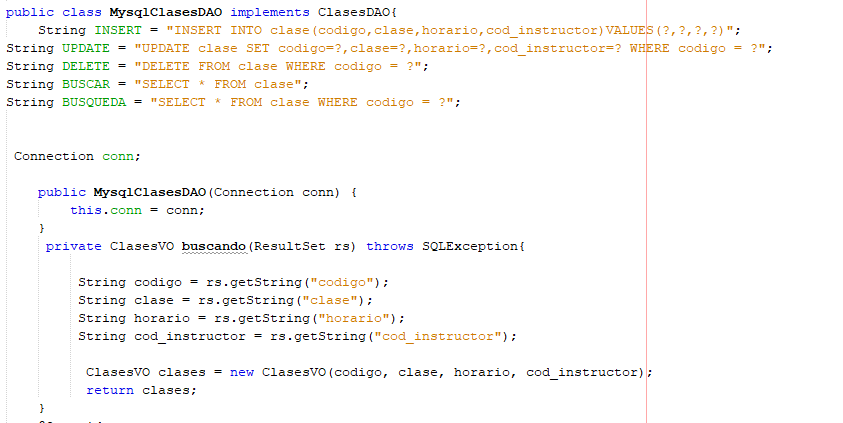 public class MysqlClasesDAO implements ClasesDAO{
String INSERT = "INSERT INTO clase(codigo,clase,horario,cod_instructor)VALUES(?,?,?,?)";
String UPDATE = "UPDATE clase SET codigo=?,clase=?,horario=?,cod_instructor=? WHERE codigo = ?";
String DELETE = "DELETE FROM clase WHERE codigo = ?";
String BUSCAR = "SELECT * FROM clase";
String BUSQUEDA = "SELECT * FROM clase WHERE codigo = ?";
Connection conn;
public MysqlClasesDAO(Connection conn) {
this.conn = conn;
}
private ClasesVO buscando(ResultSet rs) throws SQLException{
String codigo = rs.getString("codigo");
String clase = rs.getString("clase");
String horario = rs.getString("horario");
String cod_instructor = rs.getString("cod_instructor");
ClasesVO clases = new ClasesVO(codigo, clase, horario, cod_instructor);
return clases;
}